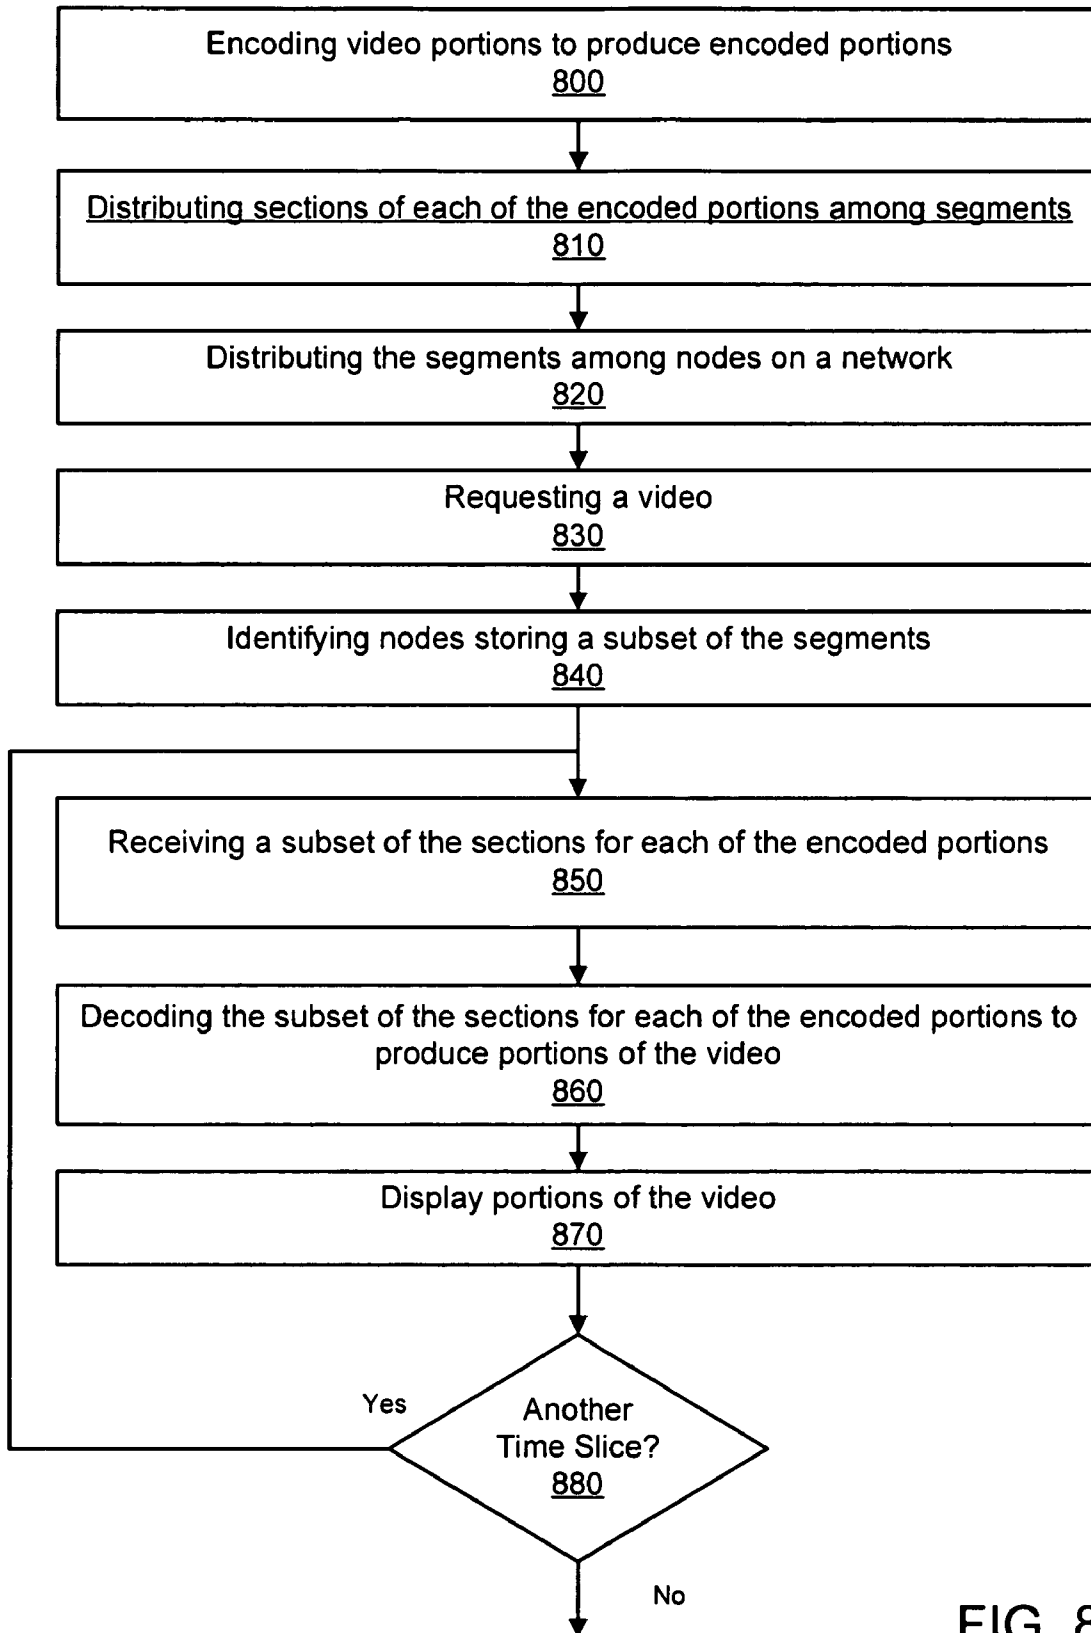 Encoding video portions to produce encoded portions
800
Distributing sections of each of the encoded portions among segments
810
Distributing the segments among nodes on a network
820
Requesting a video
830
Identifying nodes storing a subset of the segments
840
Receiving a subset of the sections for each of the encoded portions
850
Decoding the subset of the sections for each of the encoded portions to
produce portions of the video
860
Display portions of the video
870
Yes
Another
Time Slice?
880
No
FIG. 8